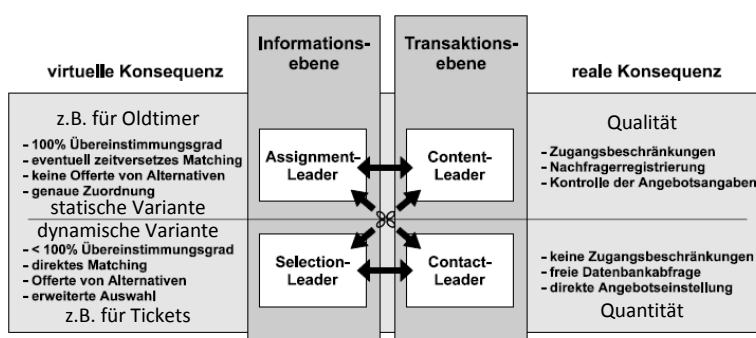 Informations-
ebene
Transaktions-
ebene
virtuelle Konsequenz
reale Konsequenz
z.B. für Oldtimer
– 100% Übereinstimmungsgrad
– eventuell zeitversetzes Matching
– keine Offerte von Alternativen
– genaue Zuordnung
statische Variante
Assignment-
Leader
Content-
Leader
Qualität
– Zugangsbeschränkungen
– Nachfragerregistrierung
– Kontrolle der Angebotsangaben
dynamische Variante
– < 100% Übereinstimmungsgrad
– direktes Matching
– Offerte von Alternativen
– erweiterte Auswahl
z.B. für Tickets
Selection-
Leader
Contact-
Leader
– keine Zugangsbeschränkungen
– freie Datenbankabfrage
– direkte Angebotseinstellung
Quantität